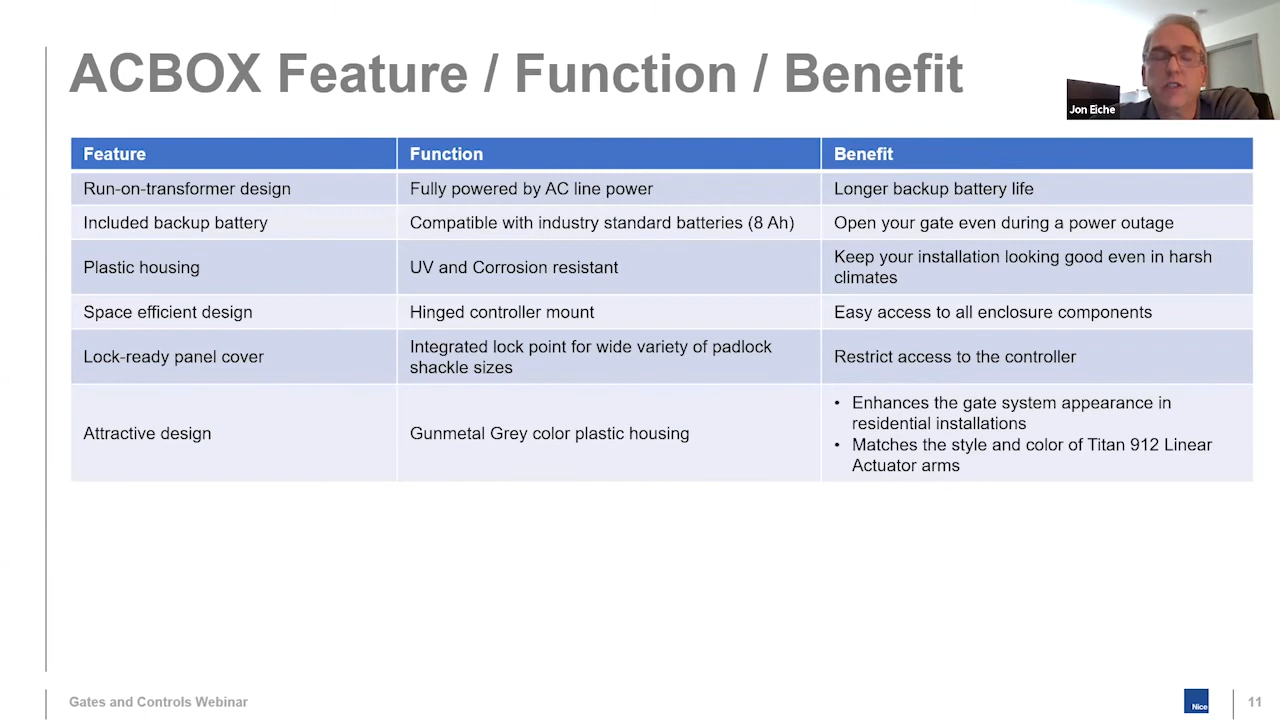 ACBOX Feature / Function / Benefit
Jon Eiche
Feature Function Benefit
Run-on-transformer design Fully powered by AC line power Longer backup battery life
Included backup battery Compatible with industry standard batteries (8 Ah) Open your gate even during a power outage
Plastic housing UV and Corrosion resistant Keep your installation looking good even in harsh
climates
Space efficient design Hinged controller mount Easy access to all enclosure components
Lock-ready panel cover Integrated lock point for wide variety of padlock
shackle sizes Restrict access to the controller
Attractive design Gunmetal Grey color plastic housing • Enhances the gate system appearance in
residential installations
• Matches the style and color of Titan 912 Linear
Actuator arms
Gates and Controls Webinar Nice 11